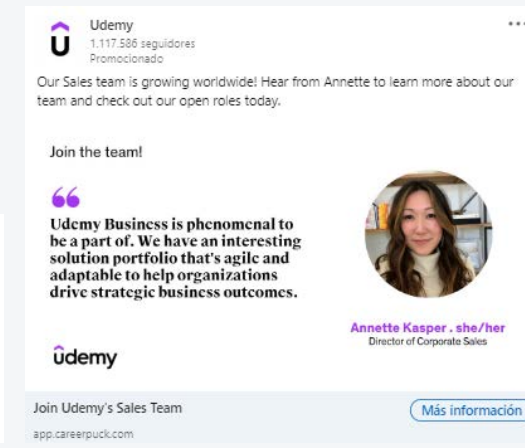 Udemy
1.117.586 seguidores
Promocionado
Our Sales team is growing worldwide! Hear from Annette to learn more about our
team and check out our open roles today.
Join the team!
Udemy Business is phenomenal to
be a part of. We have an interesting
solution portfolio that's agile and
adaptable to help organizations
drive strategic business outcomes.
Annette Kasper . she/her
Director of Corporate Sales
udemy
Join Udemy's Sales Team
Más información
app.careerpuck.com